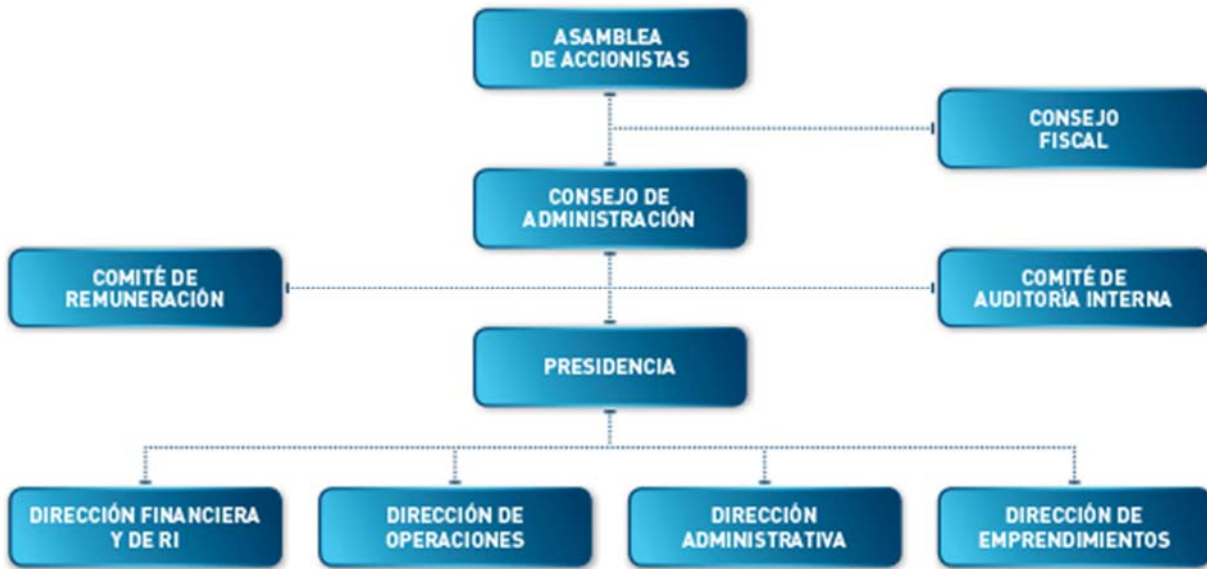 ASAMBLEA
DE ACCIONISTAS
CONSEJO
FISCAL
CONSEJO DE
ADMINISTRACIÓN
COMITÉ DE
REMUNERACIÓN
COMITÉ DE
AUDITORÌA INTERNA
PRESIDENCIA
DIRECCIÓN FINANCIERA
Y DE RI
DIRECCIÓN DE
OPERACIONES
DIRECCIÓN
ADMINISTRATIVA
DIRECCIÓN DE
EMPRENDIMIENTOS